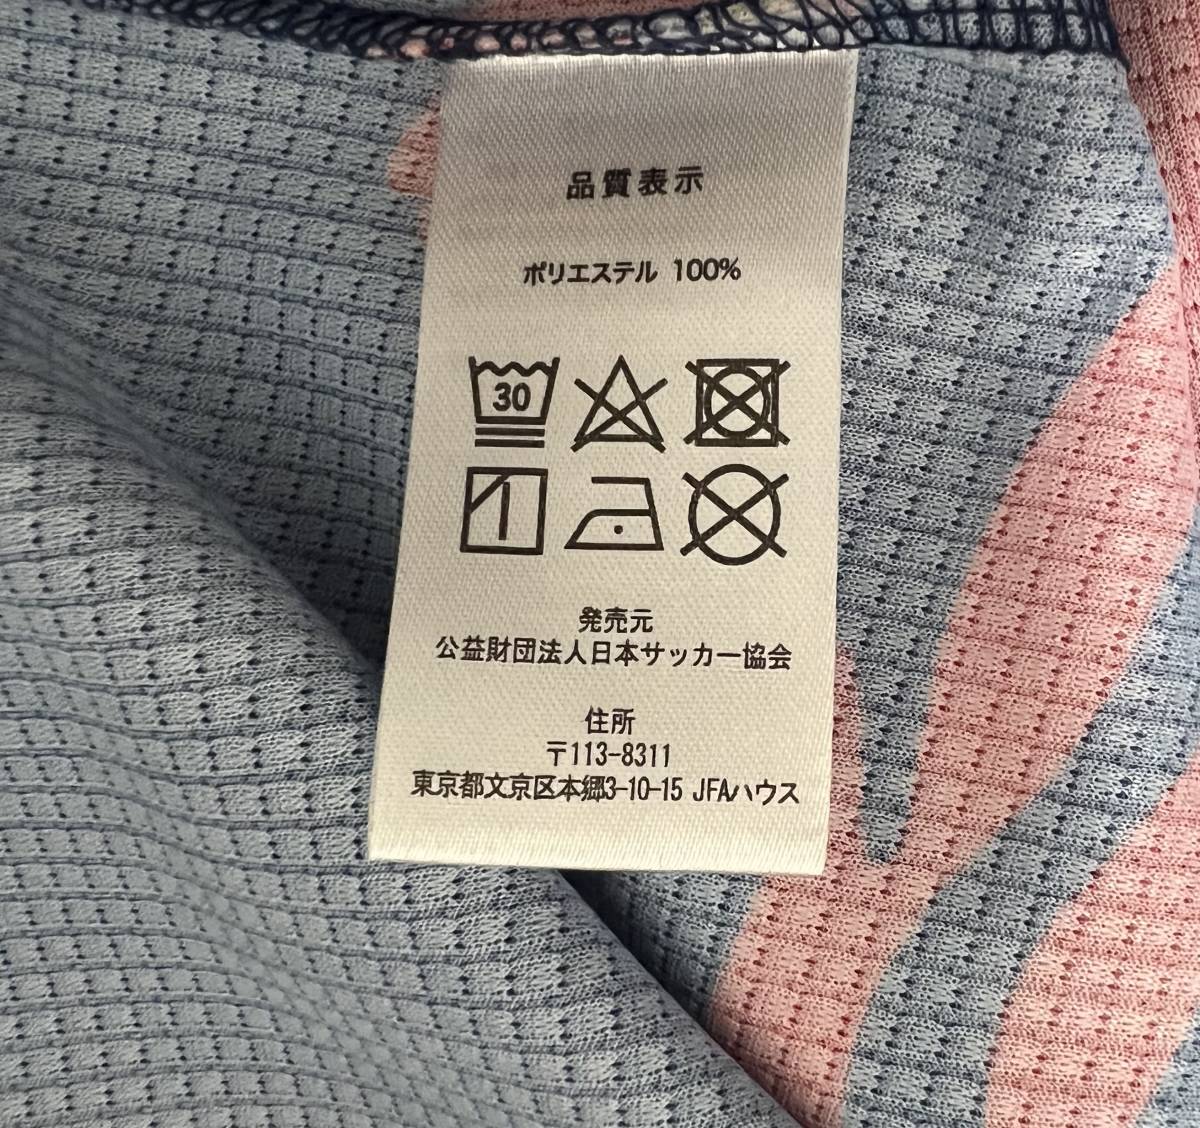 品質表示
ポリエステル 100%
30
発売元
公益財団法人日本サッカー協会
住所
〒113-8311
東京都文京区本郷3-10-15 JFAハウス